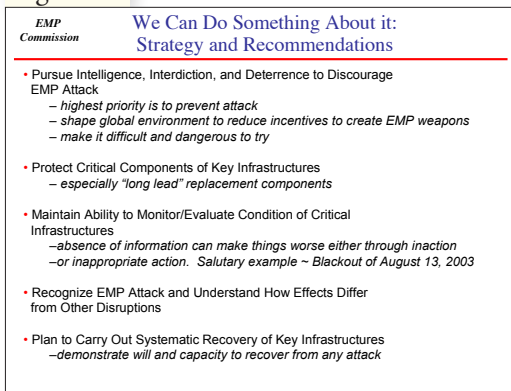 EMP
Commission
We Can Do Something About it:
Strategy and Recommendations
• Pursue Intelligence, Interdiction, and Deterrence to Discourage
EMP Attack
– highest priority is to prevent attack
– shape global environment to reduce incentives to create EMP weapons
– make it difficult and dangerous to try
• Protect Critical Components of Key Infrastructures
– especially “long lead” replacement components
• Maintain Ability to Monitor/Evaluate Condition of Critical
Infrastructures
–absence of information can make things worse either through inaction
–or inappropriate action.  Salutary example ~ Blackout of August 13, 2003
• Recognize EMP Attack and Understand How Effects Differ
from Other Disruptions
• Plan to Carry Out Systematic Recovery of Key Infrastructures
–demonstrate will and capacity to recover from any attack